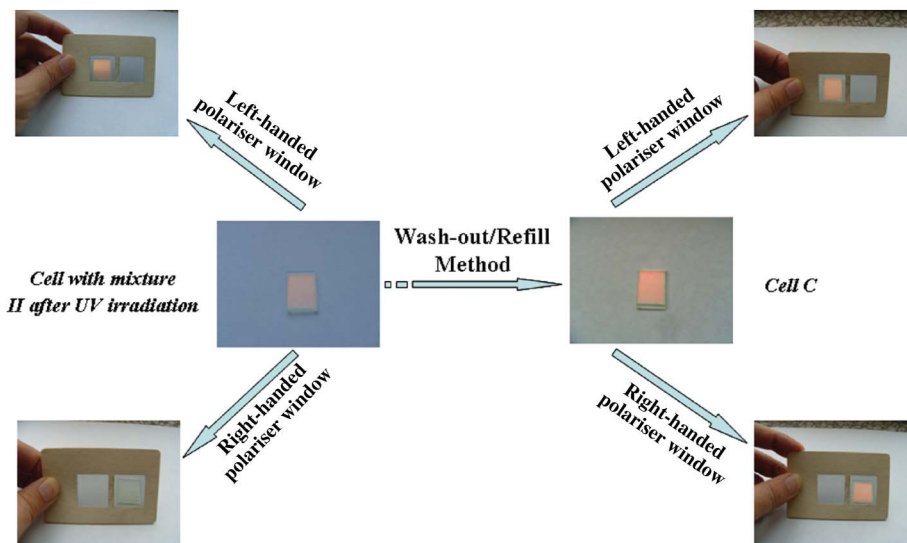 Left-handed
polariser window
Left-handed
polariser window
Wash-out/Refill
Method
Cell with mixture
II after UV irradiation
Cell C
Right-handed
polariser window
Right-handed
polariser window